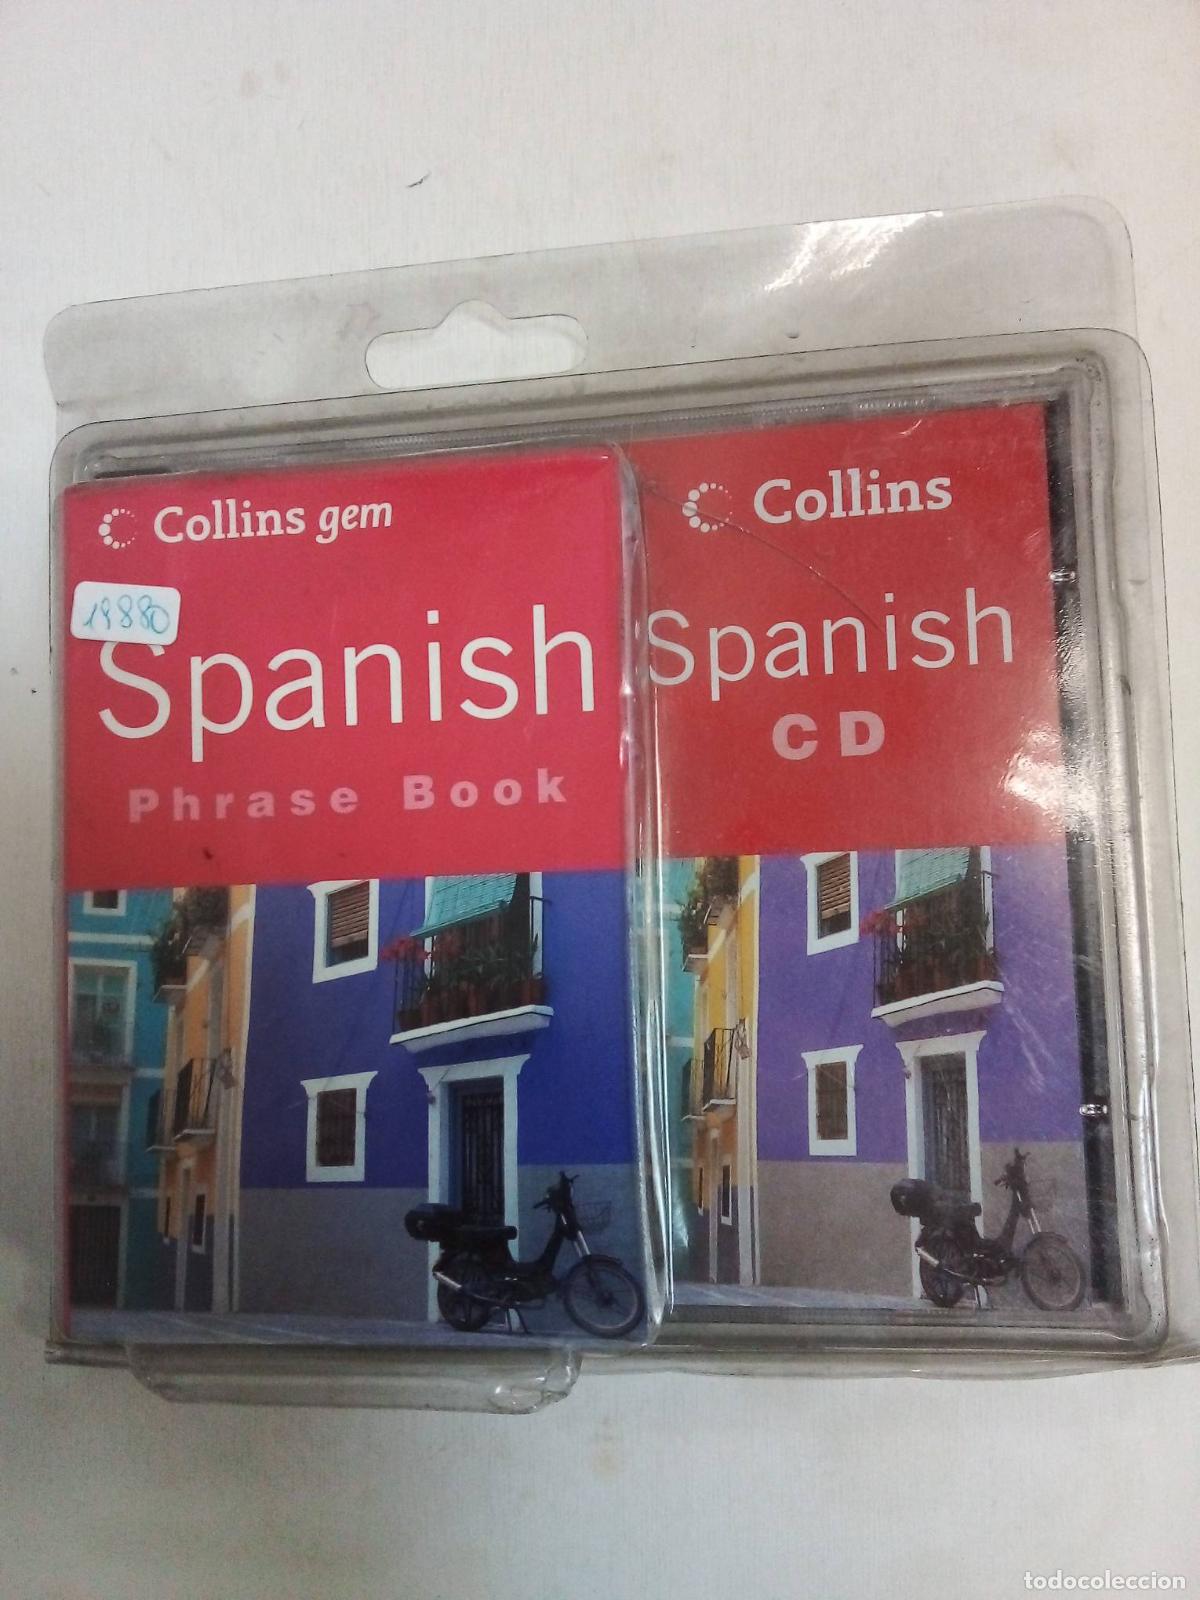 Collins gem
19880
Spanish
Phrase Book
Collins
Spanish
CD
todocoleccion